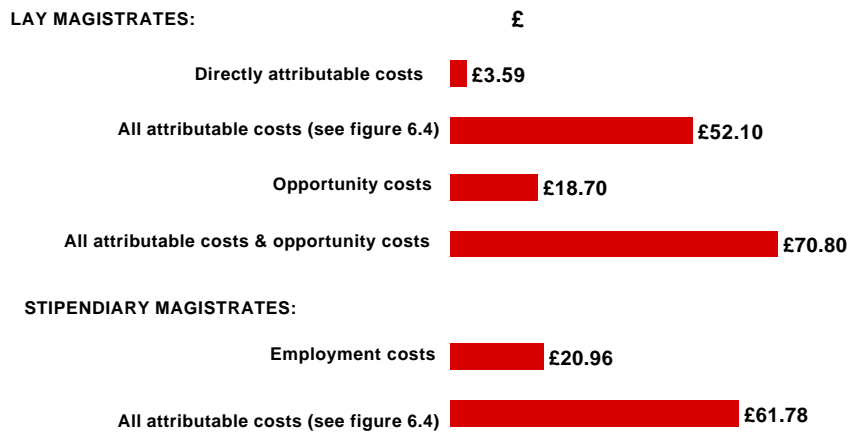 LAY MAGISTRATES: £
Directly attributable costs £3.59
All attributable costs (see figure 6.4) £52.10
Opportunity costs £18.70
All attributable costs & opportunity costs £70.80
STIPENDIARY MAGISTRATES:
Employment costs £20.96
All attributable costs (see figure 6.4) £61.78